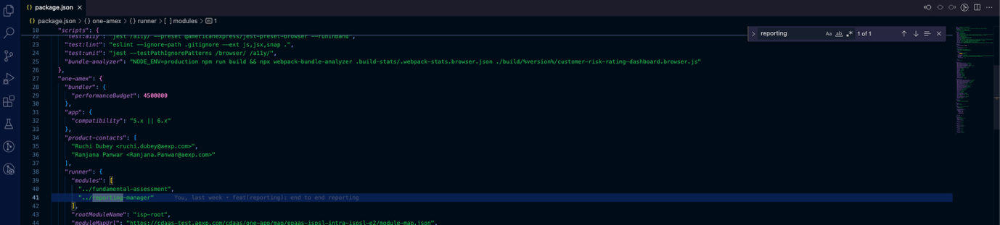 package.json
package.json > {} one-amex > {} runner > [ ] modules > 1
reporting
Aa ab 1 of 1
10 "scripts": {
22 "test:a11y": "jest /a11y/ --preset @americanexpress/jest-preset-browser --runInBand",
23 "test:lint": "eslint --ignore-path .gitignore --ext js,jsx,snap .",
24 "test:unit": "jest --testPathIgnorePatterns /browser/ /a11y/",
25 "bundle-analyzer": "NODE_ENV=production npm run build && npx webpack-bundle-analyzer .build-stats/.webpack-stats.browser.json ./build/%version%/customer-risk-rating-dashboard.browser.js"
26 },
27 "one-amex": {
28 "bundler": {
29 "performanceBudget": 4500000
30 },
31 "app": {
32 "compatibility": "5.x || 6.x"
33 },
34 "product-contacts": [
35 "Ruchi Dubey <ruchi.dubey@aexp.com>",
36 "Ranjana Panwar <Ranjana.Panwar@aexp.com>"
37 ],
38 "runner": {
39 "modules": [
40 "../fundamental-assessment",
41 "../reporting-manager" You, last week • feat(reporting): end to end reporting
42 ],
43 "rootModuleName": "isp-root",
44 "moduleMapUrl": "https://cdaas-test.aexp.com/cdaas/one-app/map/epaas-ispsl-intra-ispsl-e2/module-map.json",